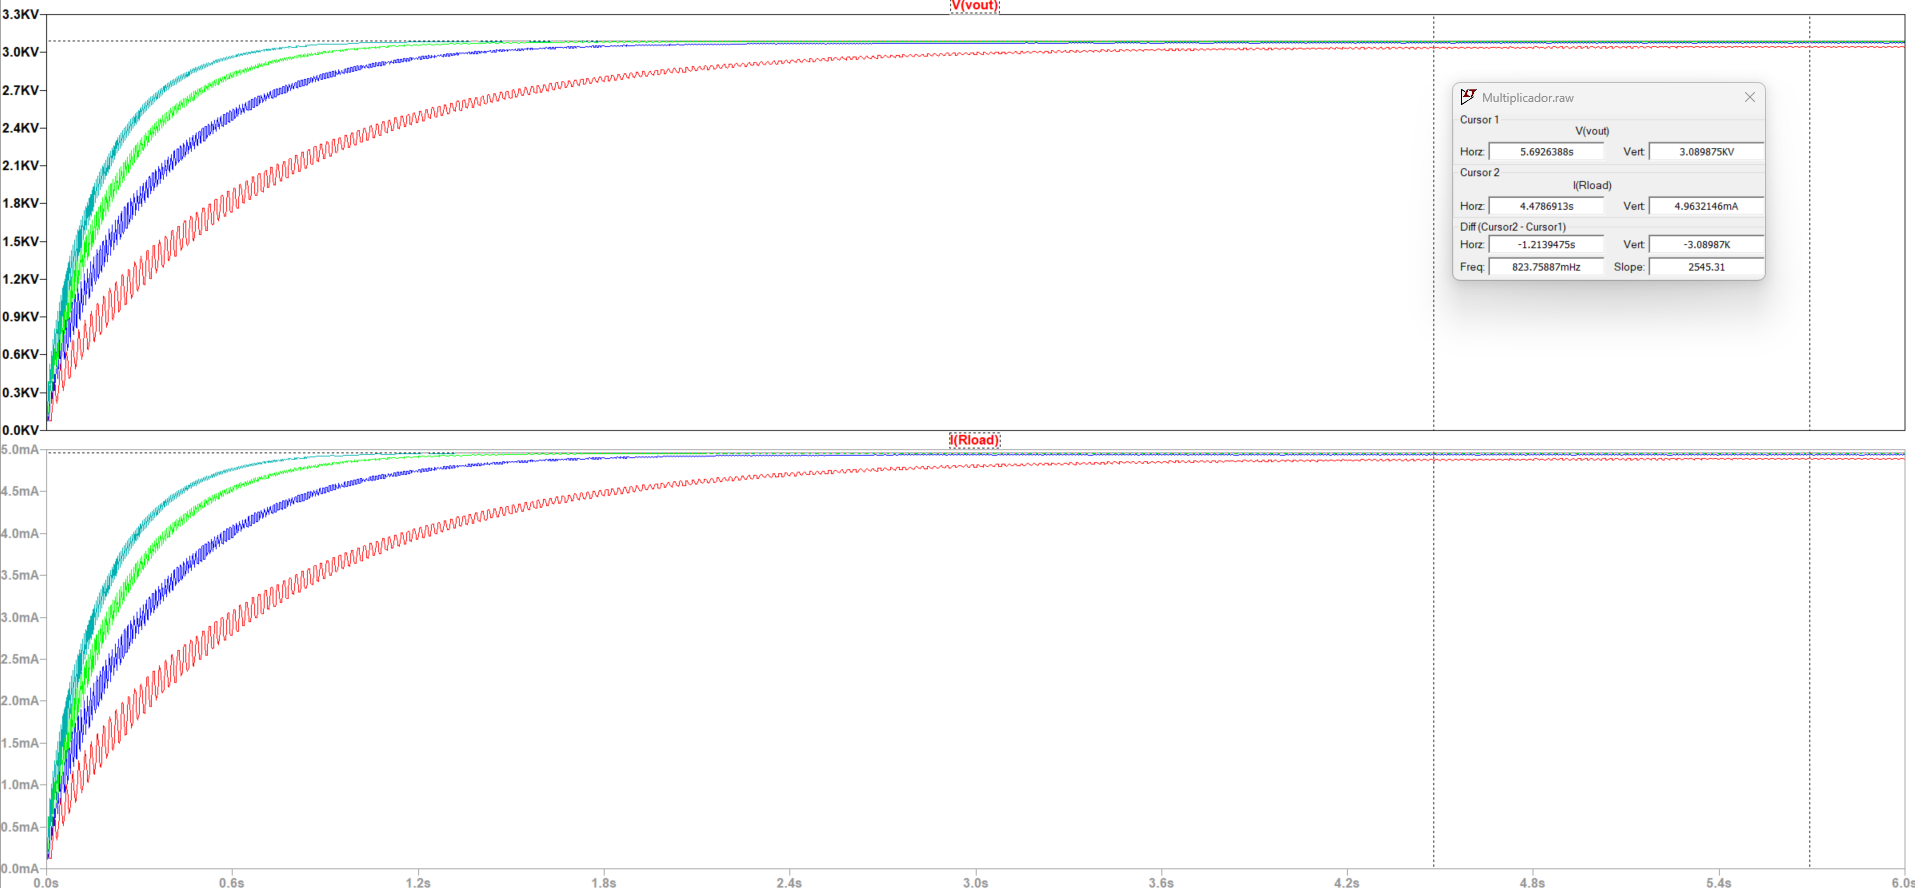 V(vout)
3.3KV
3.0KV
2.7KV
2.4KV
2.1KV
1.8KV
1.5KV
1.2KV
0.9KV
0.6KV
0.3KV
0.0KV
Multiplicador.raw
Cursor 1
V(vout)
Horz: 5.6926388s Vert: 3.089875KV
Cursor 2
I(Rload)
Horz: 4.4786913s Vert: 4.9632146mA
Diff (Cursor2 - Cursor1)
Horz: -1.2139475s Vert: -3.08987K
Freq: 823.75887mHz Slope: 2545.31
I(Rload)
5.0mA
4.5mA
4.0mA
3.5mA
3.0mA
2.5mA
2.0mA
1.5mA
1.0mA
0.5mA
0.0mA
0.0s 0.6s 1.2s 1.8s 2.4s 3.0s 3.6s 4.2s 4.8s 5.4s 6.0s